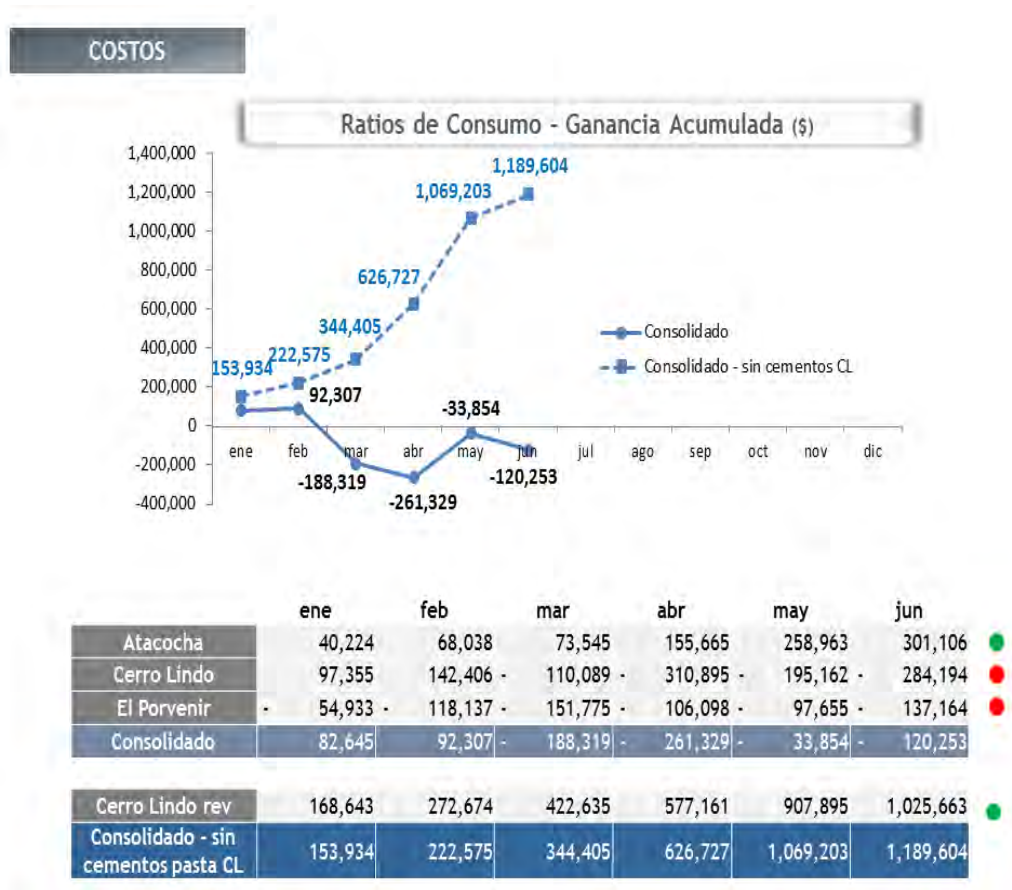 COSTOS
Ratios de Consumo - Ganancia Acumulada ($)
1,400,000
1,200,000
1,000,000
800,000
600,000
400,000
200,000
0
-200,000
-400,000
153,934
222,575
344,405
626,727
1,069,203
1,189,604
92,307
-188,319
-261,329
-33,854
-120,253
ene feb mar abr may jun jul ago sep oct nov dic
Consolidado
Consolidado - sin cementos CL
ene feb mar abr may jun
Atacocha 40,224 68,038 73,545 155,665 258,963 301,106
Cerro Lindo 97,355 142,406 - 110,089 - 310,895 - 195,162 - 284,194
El Porvenir - 54,933 - 118,137 - 151,775 - 106,098 - 97,655 - 137,164
Consolidado 82,645 92,307 - 188,319 - 261,329 - 33,854 - 120,253
Cerro Lindo rev 168,643 272,674 422,635 577,161 907,895 1,025,663
Consolidado - sin
cementos pasta CL 153,934 222,575 344,405 626,727 1,069,203 1,189,604